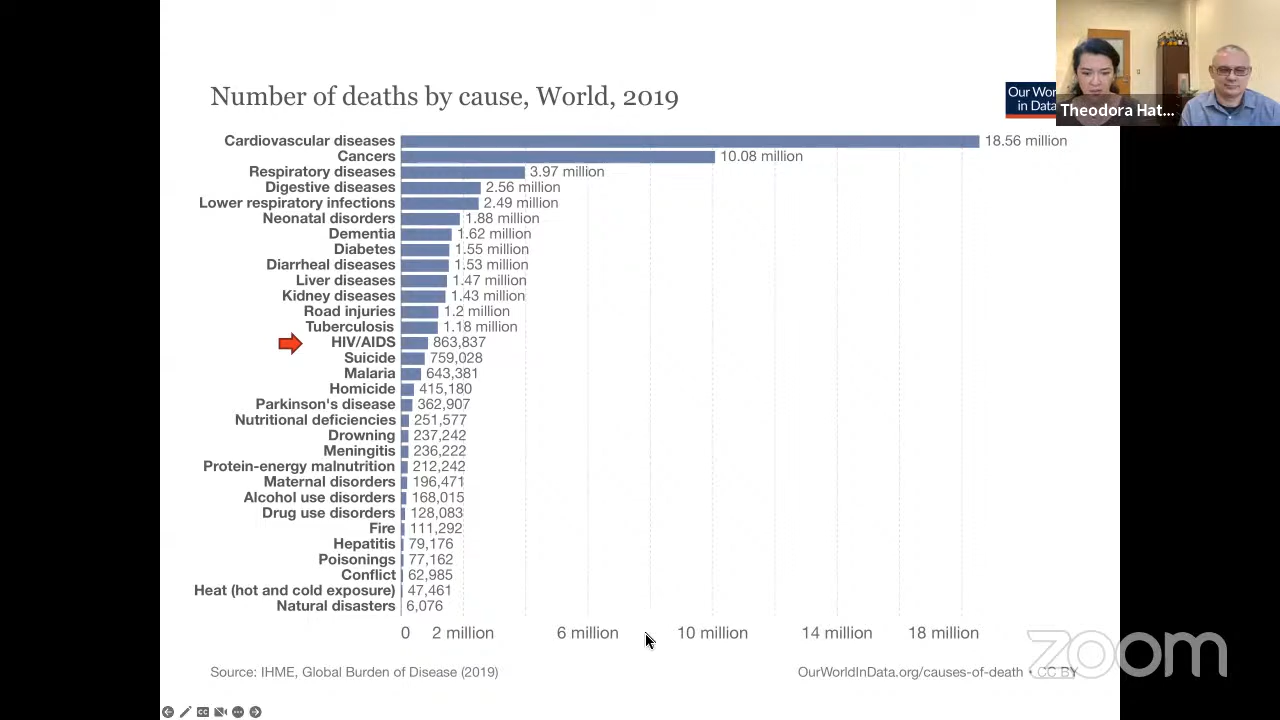 Number of deaths by cause, World, 2019
Our Wo
in Data
Theodora Hat...
Cardiovascular diseases 18.56 million
Cancers 10.08 million
Respiratory diseases 3.97 million
Digestive diseases 2.56 million
Lower respiratory infections 2.49 million
Neonatal disorders 1.88 million
Dementia 1.62 million
Diabetes 1.55 million
Diarrheal diseases 1.53 million
Liver diseases 1.47 million
Kidney diseases 1.43 million
Road injuries 1.2 million
Tuberculosis 1.18 million
HIV/AIDS 863,837
Suicide 759,028
Malaria 643,381
Homicide 415,180
Parkinson's disease 362,907
Nutritional deficiencies 251,577
Drowning 237,242
Meningitis 236,222
Protein-energy malnutrition 212,242
Maternal disorders 196,471
Alcohol use disorders 168,015
Drug use disorders 128,083
Fire 111,292
Hepatitis 79,176
Poisonings 77,162
Conflict 62,985
Heat (hot and cold exposure) 47,461
Natural disasters 6,076
0 2 million 6 million 10 million 14 million 18 million
zoom
Source: IHME, Global Burden of Disease (2019) OurWorldInData.org/causes-of-death • CC BY